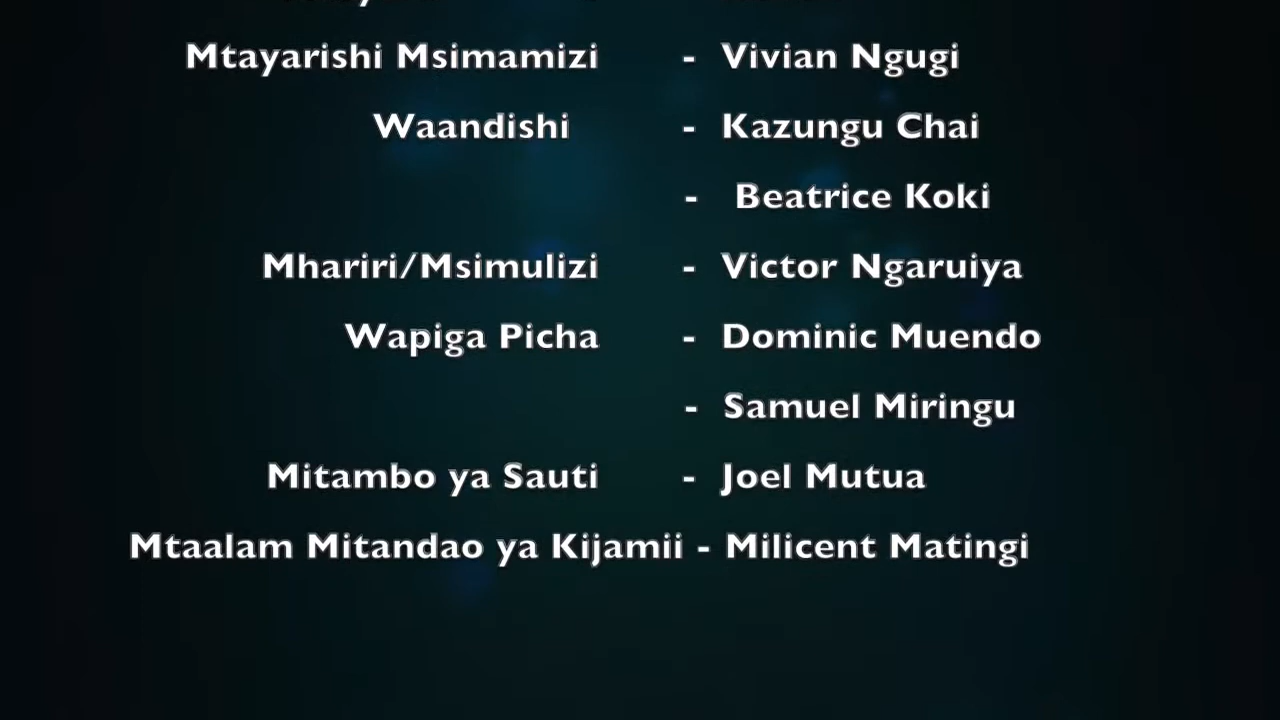 Mtayarishi Msimamizi - Vivian Ngugi
Waandishi - Kazungu Chai
- Beatrice Koki
Mhariri/Msimulizi - Victor Ngaruiya
Wapiga Picha - Dominic Muendo
- Samuel Miringu
Mitambo ya Sauti - Joel Mutua
Mtaalam Mitandao ya Kijamii - Milicent Matingi